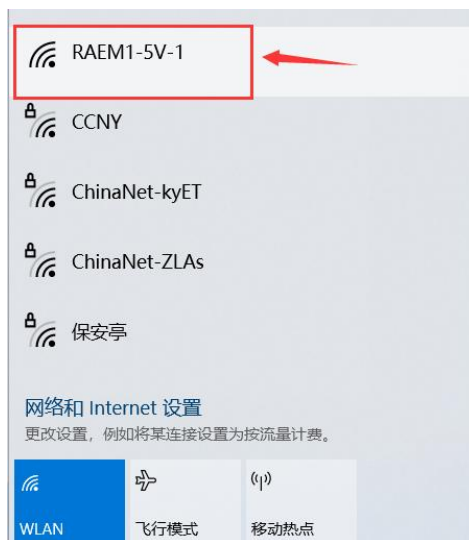 RAEM1-5V-1
CCNY
ChinaNet-kyET
ChinaNet-ZLAs
保安亭
网络和 Internet 设置
更改设置，例如将某连接设置为按流量计费。
WLAN
飞行模式
移动热点